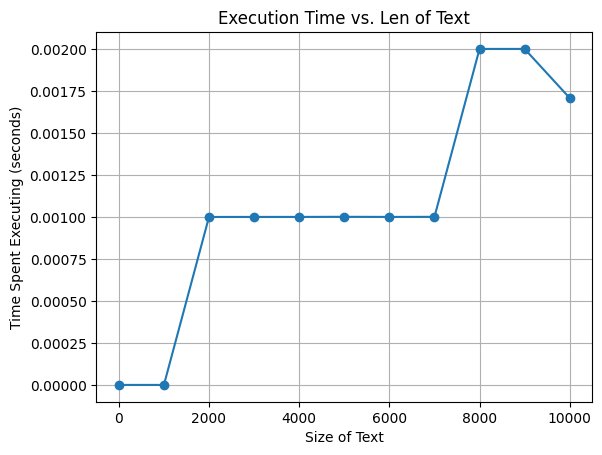 Execution Time vs. Len of Text
Time Spent Executing (seconds)
0.00200
0.00175
0.00150
0.00125
0.00100
0.00075
0.00050
0.00025
0.00000
0 2000 4000 6000 8000 10000
Size of Text